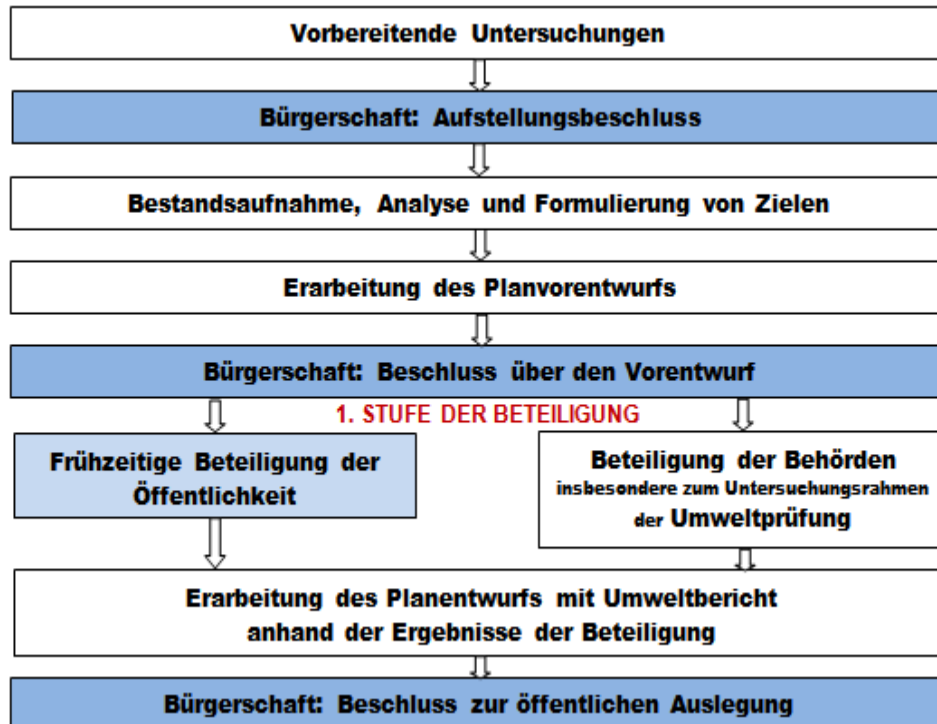 Vorbereitende Untersuchungen
Bürgerschaft: Aufstellungsbeschluss
Bestandsaufnahme, Analyse und Formulierung von Zielen
Erarbeitung des Planvorentwurfs
Bürgerschaft: Beschluss über den Vorentwurf
1. STUFE DER BETEILIGUNG
Frühzeitige Beteiligung der
Öffentlichkeit
Beteiligung der Behörden
insbesondere zum Untersuchungsrahmen
der Umweltprüfung
Erarbeitung des Planentwurfs mit Umweltbericht
anhand der Ergebnisse der Beteiligung
Bürgerschaft: Beschluss zur öffentlichen Auslegung